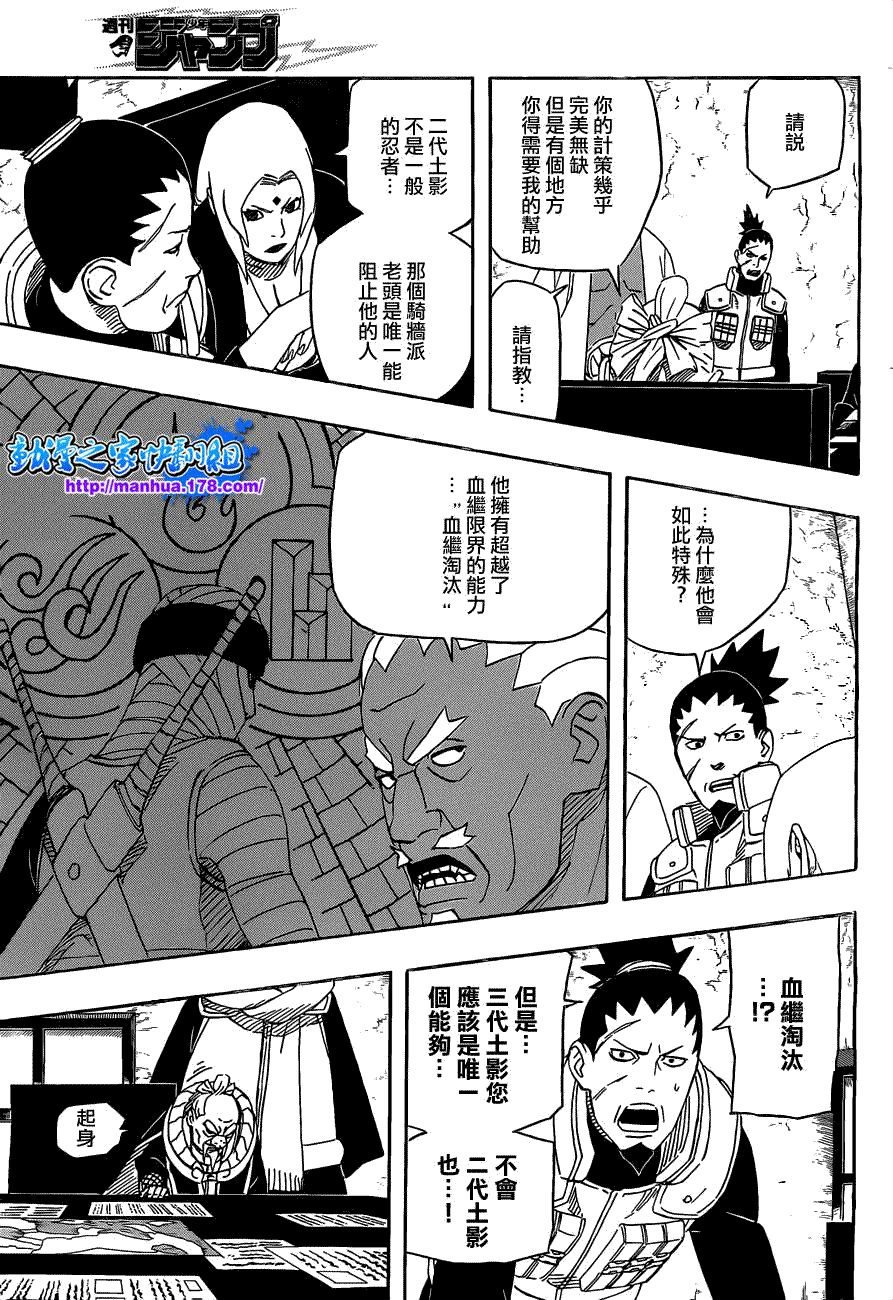 週刊
少年
ジャンプ
請説
你的計策幾乎
完美無缺
但是有個地方
你得需要我的幫助
請指教…
二代土影
不是一般
的忍者…
那個騎牆派
老頭是唯一能
阻止他的人
動漫之家快翻組
http://manhua.178.com/
…為什麼他會
如此特殊？
他擁有超越了
血繼限界的能力
…”血繼淘汰“
血繼淘汰
…!?
但是…
三代土影您
應該是唯一
個能夠…
不會
二代土影
也…！
起身